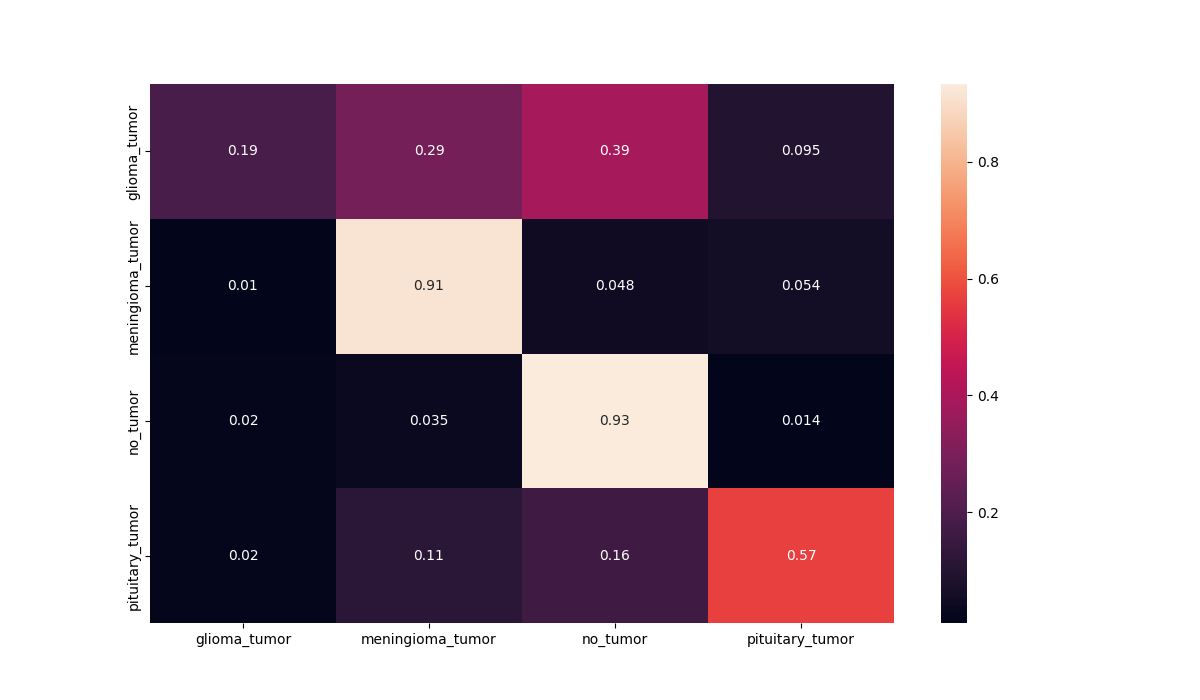 glioma_tumor 0.19 0.29 0.39 0.095
meningioma_tumor 0.01 0.91 0.048 0.054
no_tumor 0.02 0.035 0.93 0.014
pituitary_tumor 0.02 0.11 0.16 0.57
glioma_tumor meningioma_tumor no_tumor pituitary_tumor
0.8
0.6
0.4
0.2